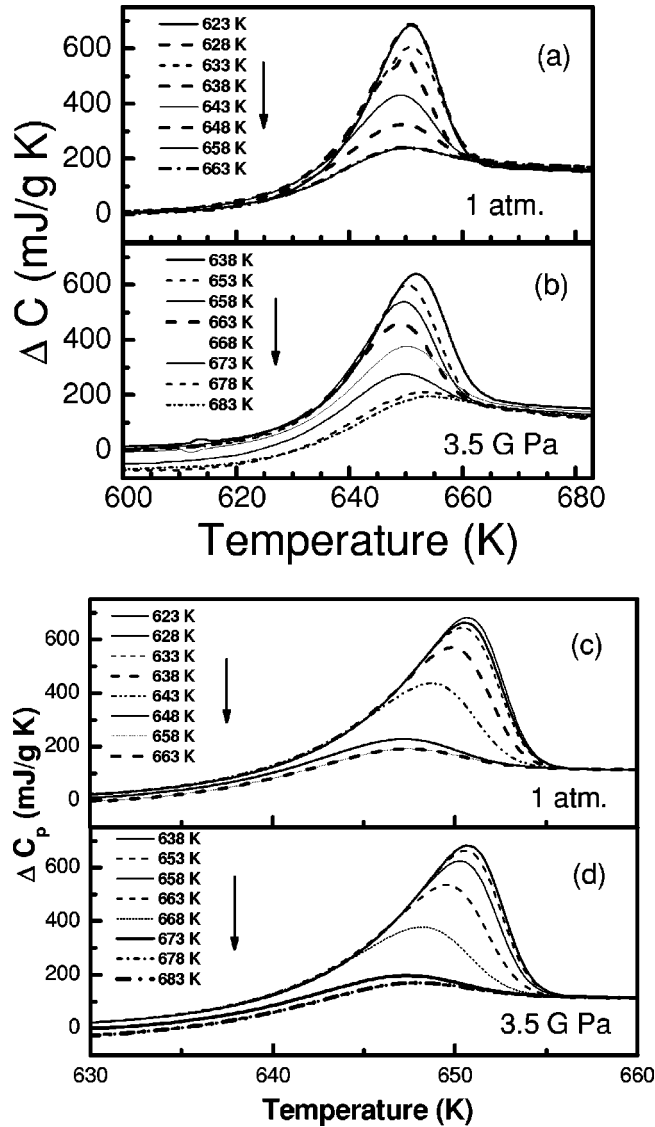 600
400
200
0
623 K
628 K
633 K
638 K
643 K
648 K
658 K
663 K
(a)
1 atm.
600
400
200
0
638 K
653 K
658 K
663 K
668 K
673 K
678 K
683 K
(b)
3.5 G Pa
Δ C (mJ/g K)
600 620 640 660 680
Temperature (K)
600
400
200
0
623 K
628 K
633 K
638 K
643 K
648 K
658 K
663 K
(c)
1 atm.
600
400
200
0
638 K
653 K
658 K
663 K
668 K
673 K
678 K
683 K
(d)
3.5 G Pa
Δ Cp (mJ/g K)
630 640 650 660
Temperature (K)